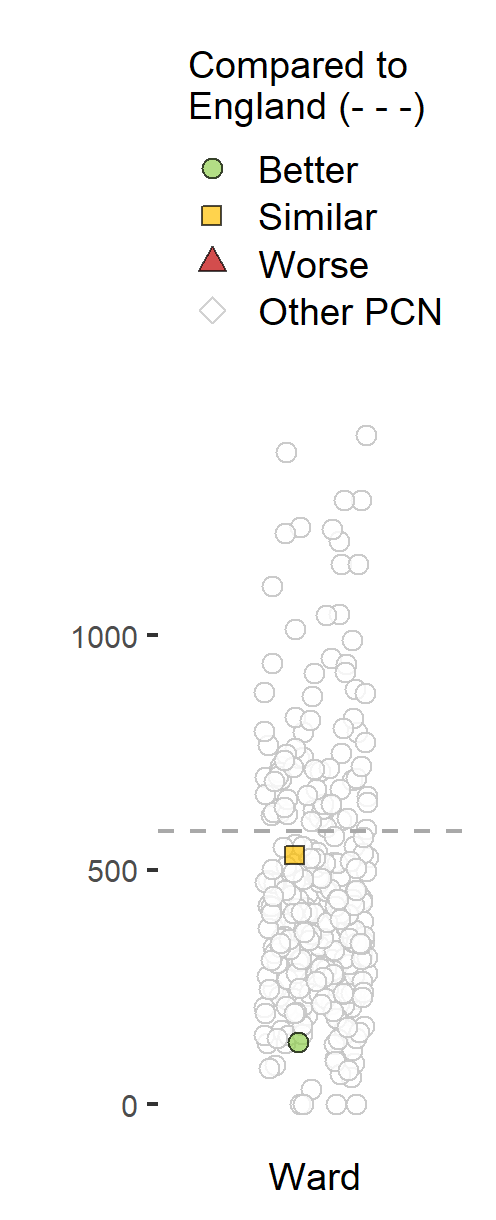 Compared to
England (- - -)
Better
Similar
Worse
Other PCN
1000
500
0
Ward